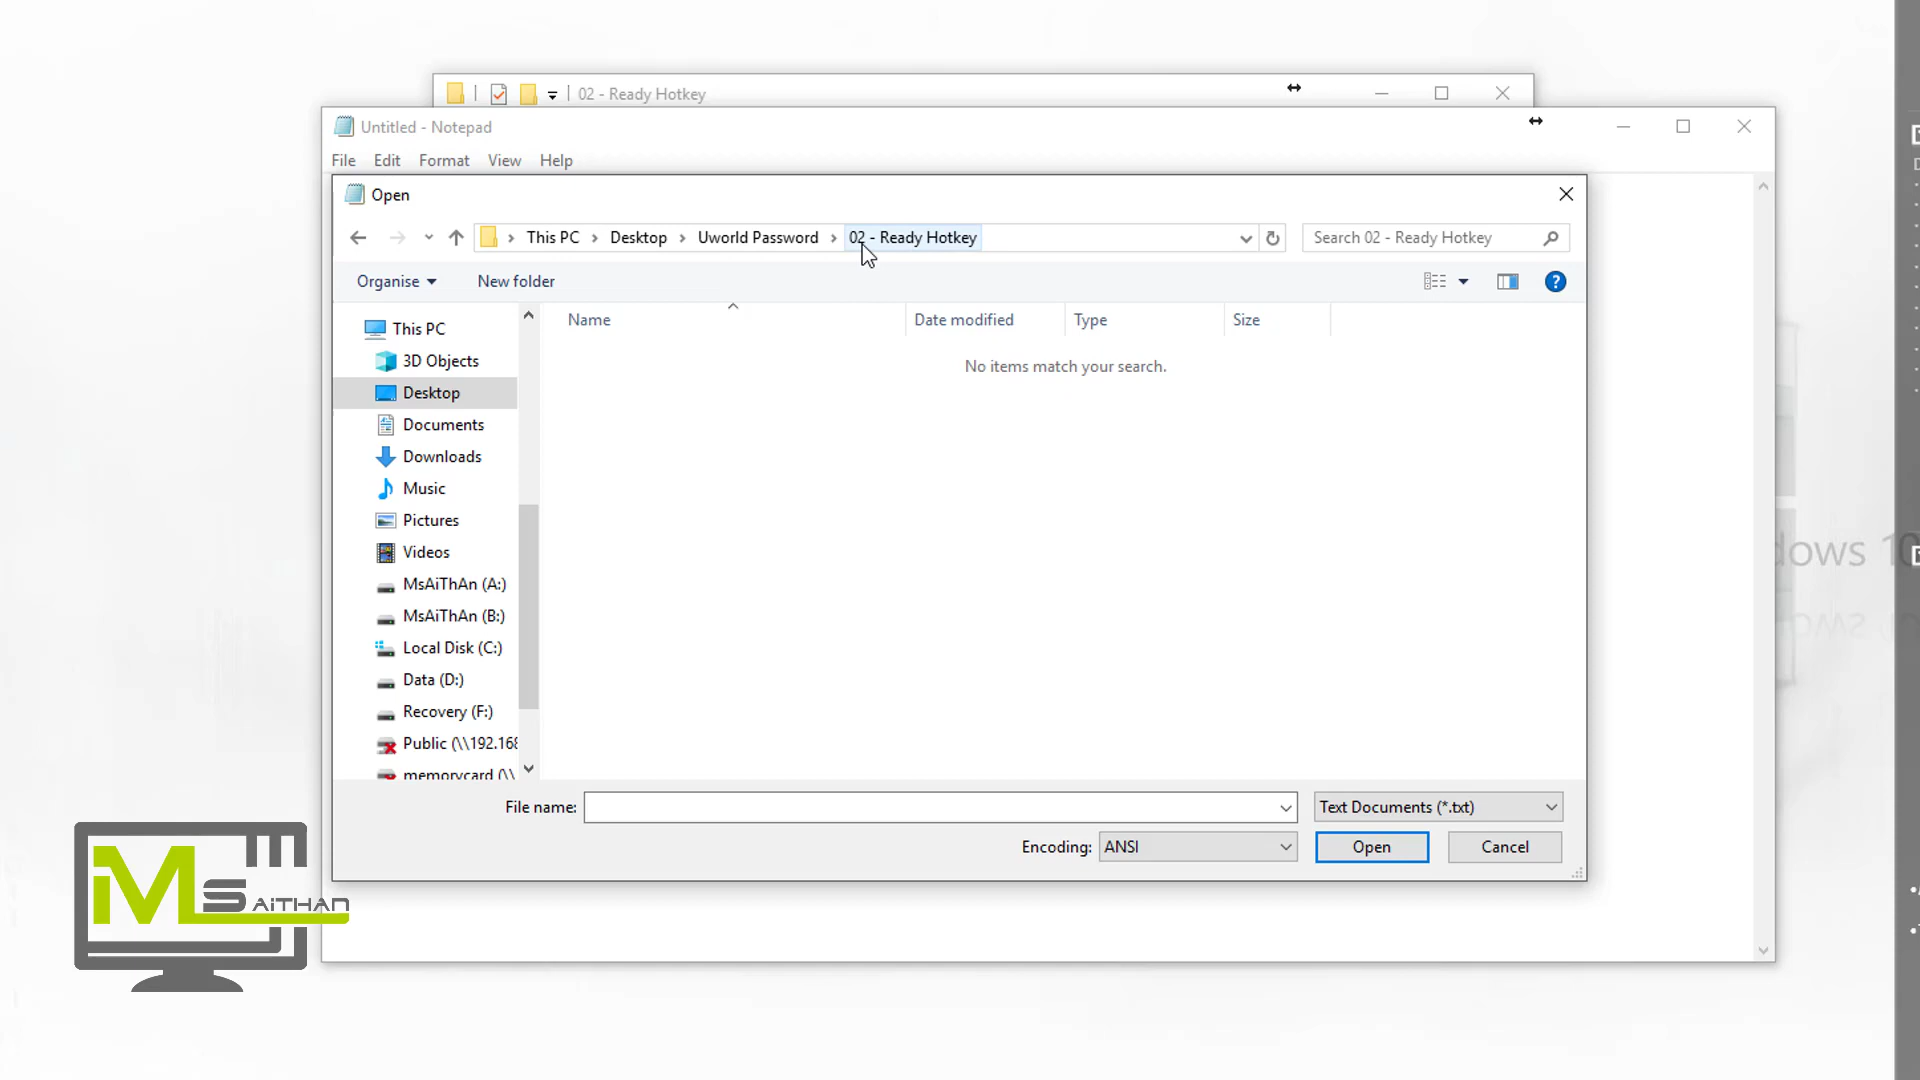 02 - Ready Hotkey
Untitled - Notepad
File Edit Format View Help
Open
This PC Desktop Uworld Password 02 - Ready Hotkey
Search 02 - Ready Hotkey
Organise New folder
Name Date modified Type Size
No items match your search.
This PC
3D Objects
Desktop
Documents
Downloads
Music
Pictures
Videos
MsAiThAn (A:)
MsAiThAn (B:)
Local Disk (C:)
Data (D:)
Recovery (F:)
Public (\\192.168
memorycard (\\
File name:
Text Documents (*.txt)
Encoding: ANSI
Open Cancel
dows 10
MS AITHAN